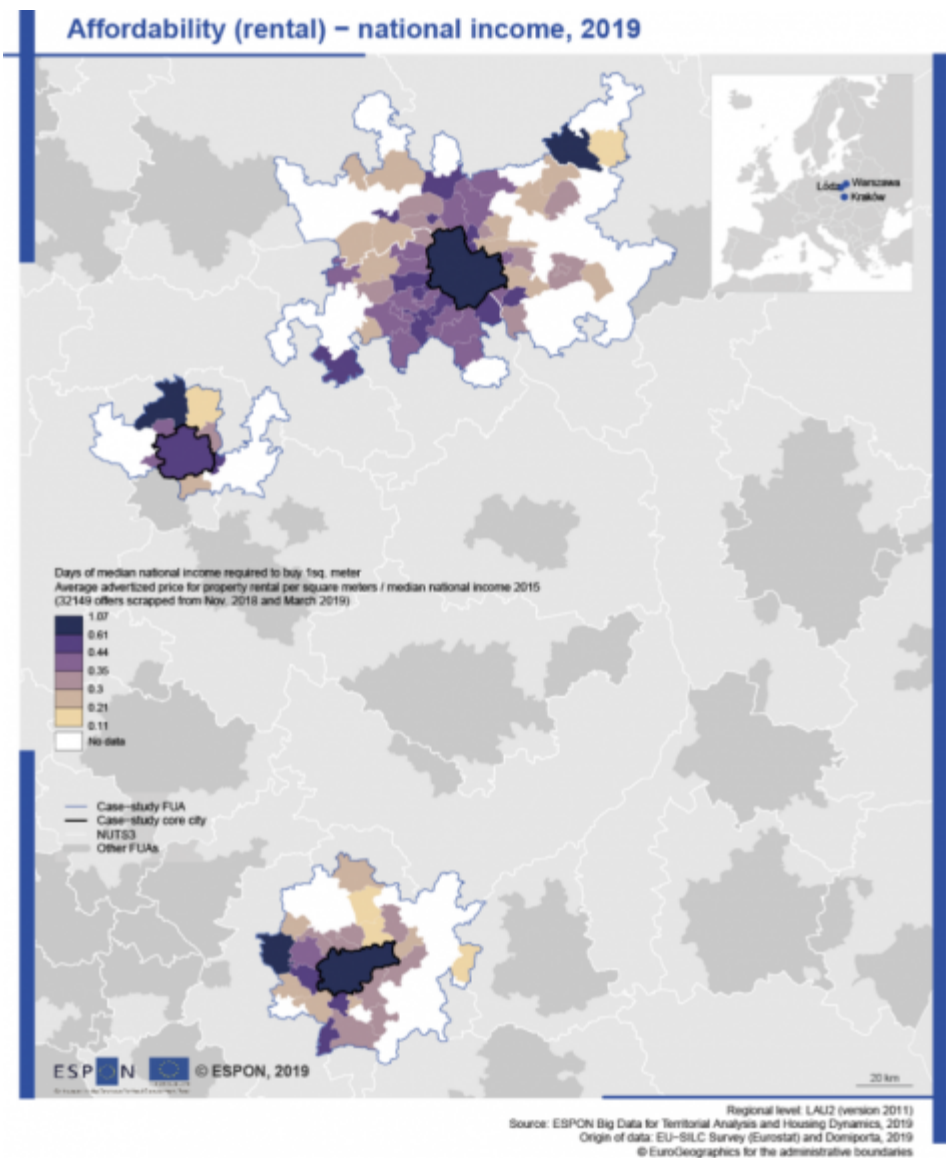 Affordability (rental) − national income, 2019
Lódz
Warszawa
Kraków
Days of median national income required to buy 1sq. meter
Average advertized price for property rental per square meters / median national income 2015
(32149 offers scrapped from Nov. 2018 and March 2019)
1.07
0.61
0.44
0.35
0.3
0.21
0.11
No data
Case−study FUA
Case−study core city
NUTS3
Other FUAs
ESPON
© ESPON, 2019
20 km
Regional level: LAU2 (version 2011)
Source: ESPON Big Data for Territorial Analysis and Housing Dynamics, 2019
Origin of data: EU−SILC Survey (Eurostat) and Domiporta, 2019
© EuroGeographics for the administrative boundaries